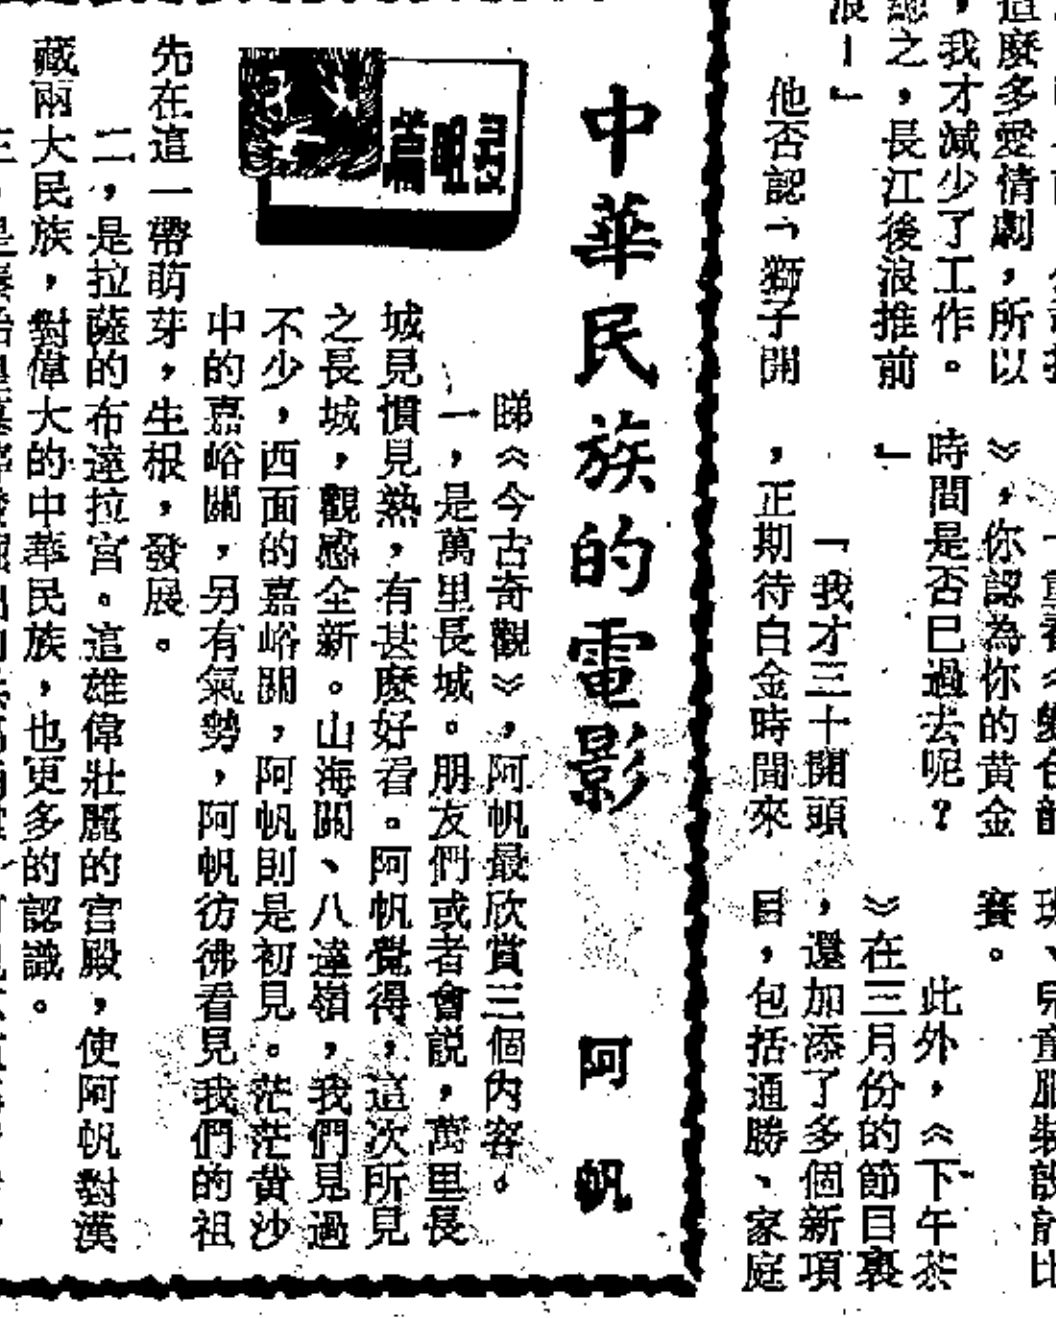 這麼多愛情劇，所以
，我才減少了工作。
總之，長江後浪推前
浪！」
他否認「獅子開
》，你認為你的黃金
時間是否已過去呢？
」
「我才三十開頭
，正期待白金時間來
賽。
此外，《下午茶
》在三月份的節目裏
，還加添了多個新項
目，包括通勝、家庭
中華民族的電影
阿帆
睇《今古奇觀》，阿帆最欣賞三個內容。
一，是萬里長城。朋友們或者會説，萬里長
城見慣見熟，有甚麼好看。阿帆覺得，這次所見
之長城，觀感全新。山海關、八達嶺，我們見過
不少，西面的嘉峪關，阿帆則是初見。茫茫黄沙
中的嘉峪關，另有氣勢，阿帆彷彿看見我們的祖
先在這一帶萌芽，生根，發展。
二，是拉薩的布達拉宮。這雄偉壯麗的宮殿，使阿帆對漢
藏兩大民族，對偉大的中華民族，也更多的認識。